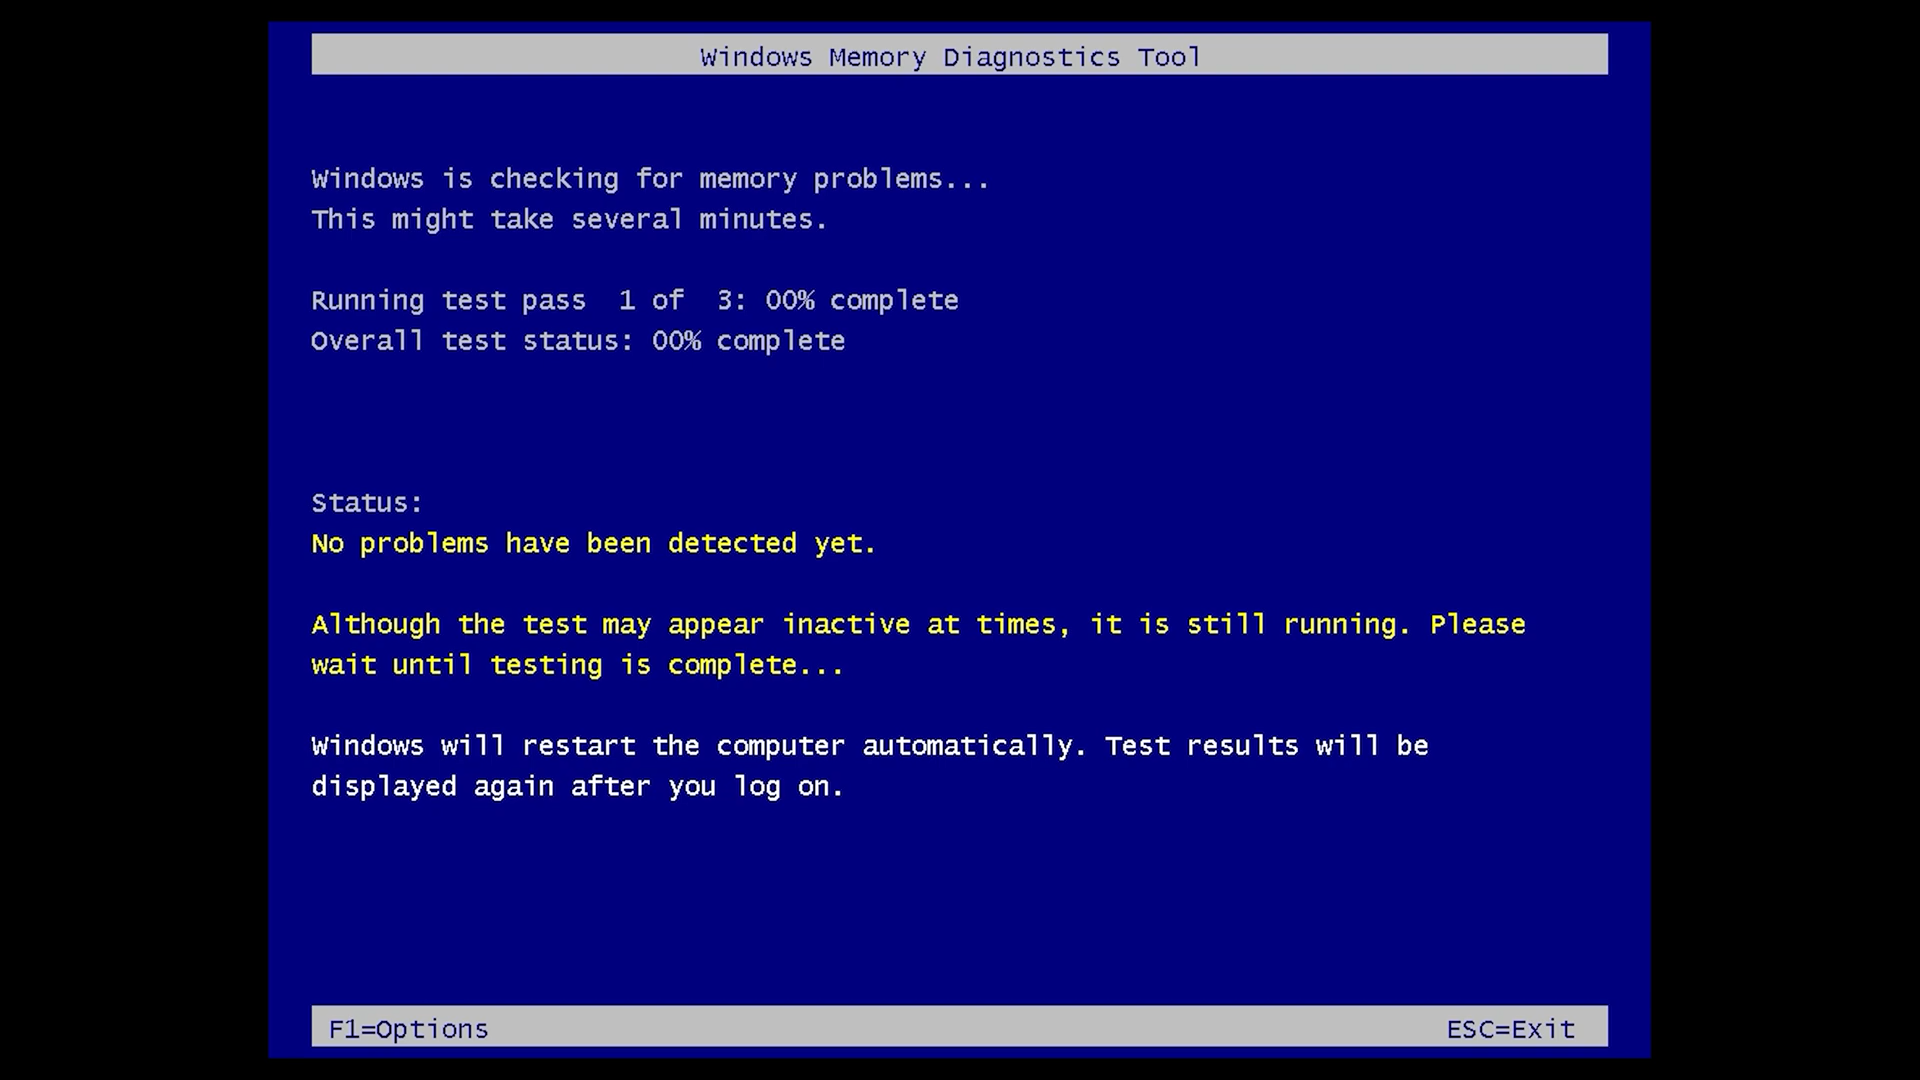 Windows Memory Diagnostics Tool
Windows is checking for memory problems...
This might take several minutes.
Running test pass  1 of  3: 00% complete
Overall test status: 00% complete
Status:
No problems have been detected yet.
Although the test may appear inactive at times, it is still running. Please
wait until testing is complete...
Windows will restart the computer automatically. Test results will be
displayed again after you log on.
F1=Options ESC=Exit